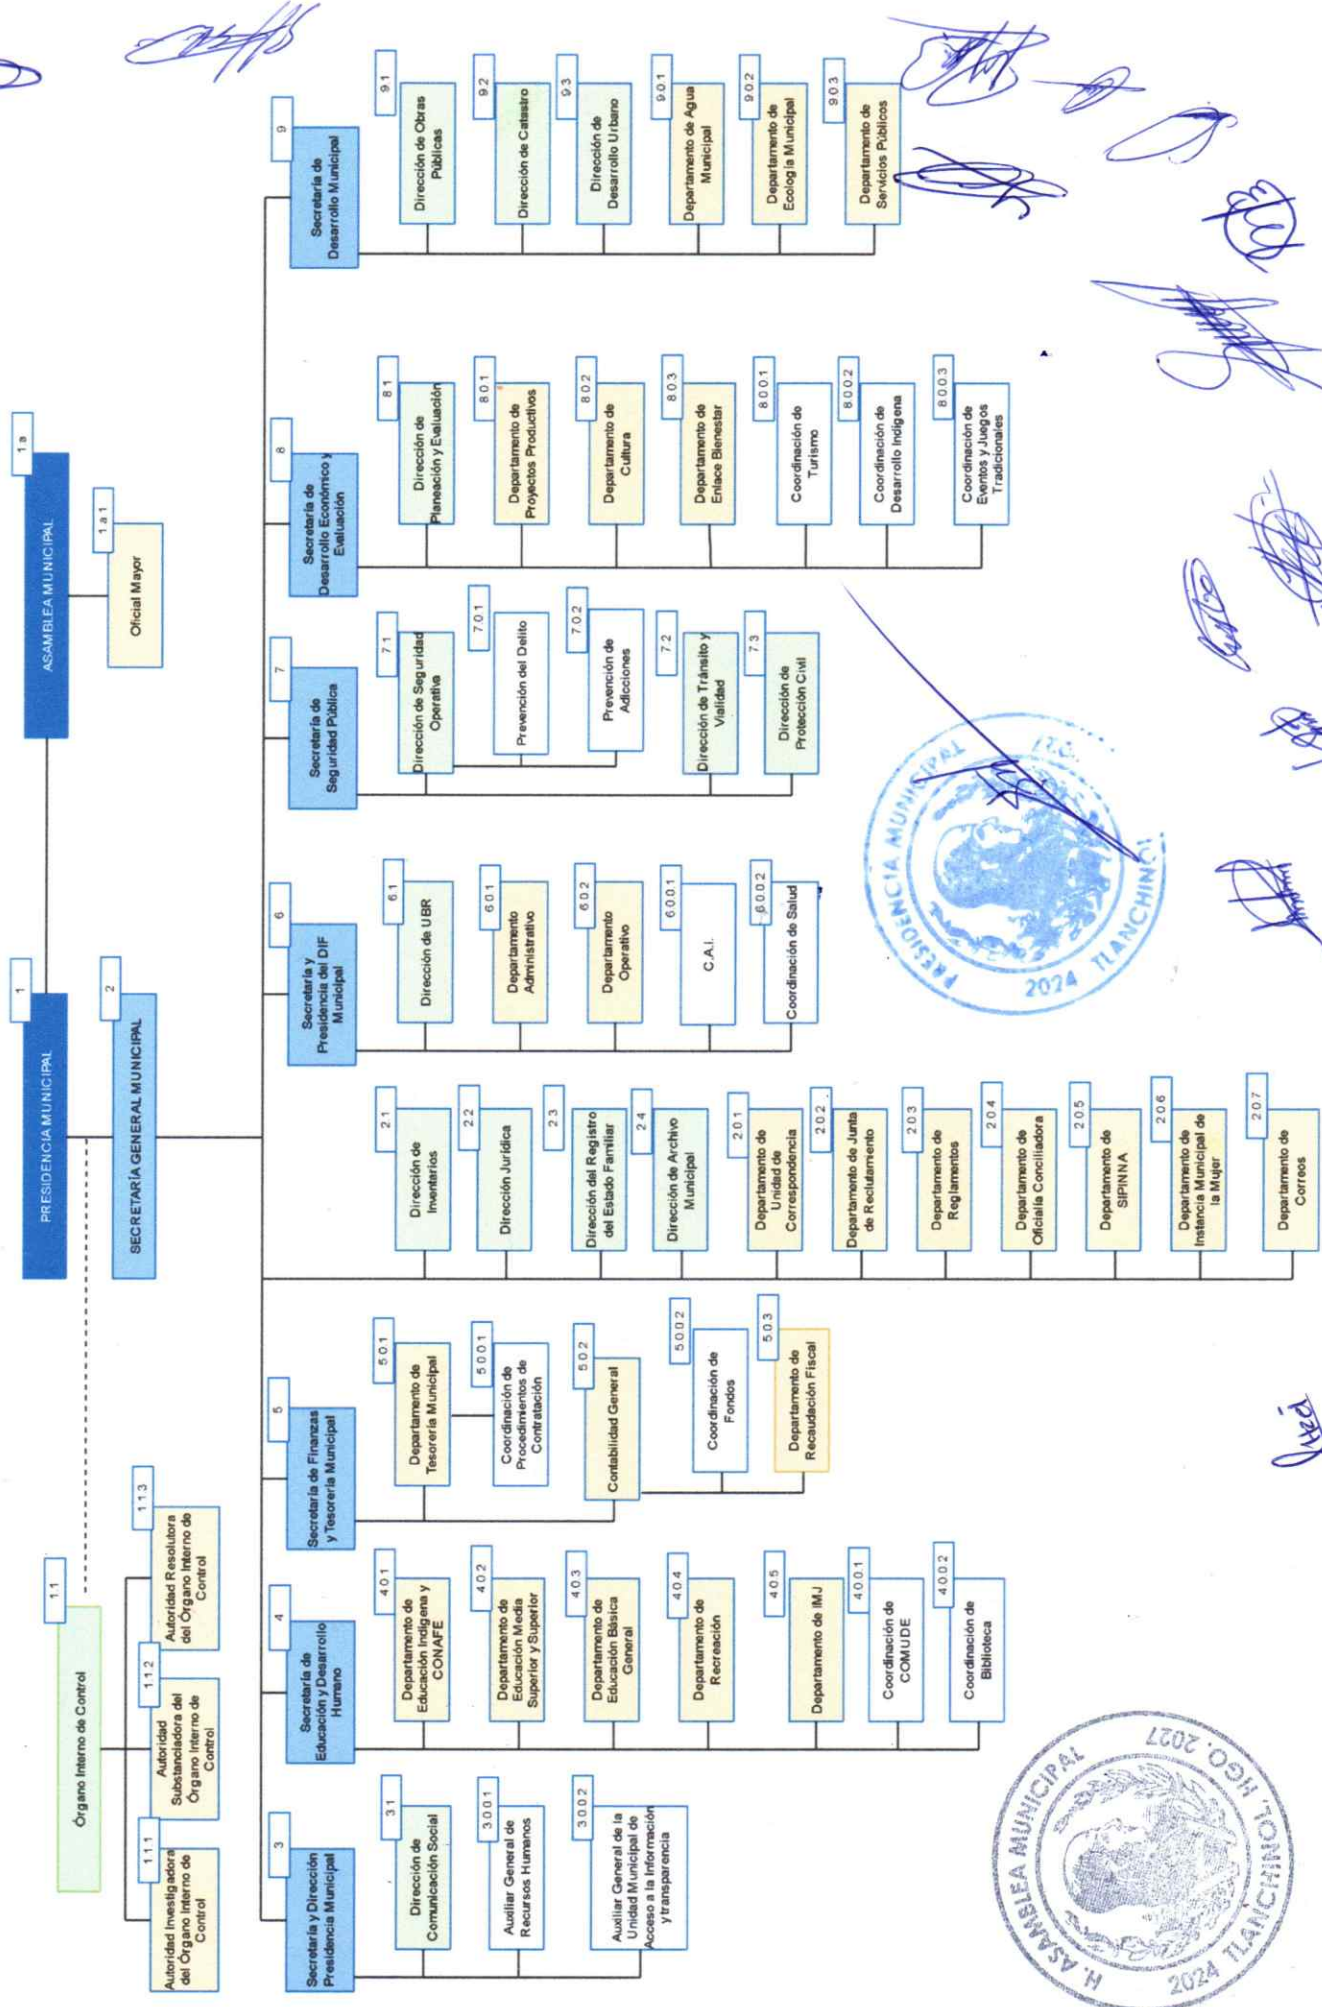 1
PRESIDENCIA MUNICIPAL
1a
ASAMBLEA MUNICIPAL
1a1
Oficial Mayor
2
SECRETARÍA GENERAL MUNICIPAL
1.1
Órgano Interno de Control
1.1.1
Autoridad Investigadora
del Órgano Interno de
Control
1.1.2
Autoridad
Substanciadora del
Órgano Interno de
Control
1.1.3
Autoridad Resolutora
del Órgano Interno de
Control
3
Secretaría y Dirección
Presidencia Municipal
3.1
Dirección de
Comunicación Social
3.0.0.1
Auxiliar General de
Recursos Humanos
3.0.0.2
Auxiliar General de la
Unidad Municipal de
Acceso a la Información
y transparencia
4
Secretaría de
Educación y Desarrollo
Humano
4.0.1
Departamento de
Educación Indígena y
CONAFE
4.0.2
Departamento de
Educación Media
Superior y Superior
4.0.3
Departamento de
Educación Básica
General
4.0.4
Departamento de
Recreación
4.0.5
Departamento de IMJ
4.0.0.1
Coordinación de
COMUDE
4.0.0.2
Coordinación de
Biblioteca
5
Secretaría de Finanzas
y Tesorería Municipal
5.0.1
Departamento de
Tesorería Municipal
5.0.0.1
Coordinación de
Procedimientos de
Contratación
5.0.2
Contabilidad General
5.0.0.2
Coordinación de
Fondos
5.0.3
Departamento de
Recaudación Fiscal
2.1
Dirección de
Inventarios
2.2
Dirección Jurídica
2.3
Dirección del Registro
del Estado Familiar
2.4
Dirección de Archivo
Municipal
2.0.1
Departamento de
Unidad de
Correspondencia
2.0.2
Departamento de Junta
de Reclutamiento
2.0.3
Departamento de
Reglamentos
2.0.4
Departamento de
Oficialía Conciliadora
2.0.5
Departamento de
SIPINNA
2.0.6
Departamento de
Instancia Municipal de
la Mujer
2.0.7
Departamento de
Correos
6
Secretaría y
Presidencia del DIF
Municipal
6.1
Dirección de UBR
6.0.1
Departamento
Administrativo
6.0.2
Departamento
Operativo
6.0.0.1
C.A.I.
6.0.0.2
Coordinación de Salud
7
Secretaría de
Seguridad Pública
7.1
Dirección de Seguridad
Operativa
7.0.1
Prevención del Delito
7.0.2
Prevención de
Adicciones
7.2
Dirección de Tránsito y
Vialidad
7.3
Dirección de
Protección Civil
8
Secretaría de
Desarrollo Económico y
Evaluación
8.1
Dirección de
Planeación y Evaluación
8.0.1
Departamento de
Proyectos Productivos
8.0.2
Departamento de
Cultura
8.0.3
Departamento de
Enlace Bienestar
8.0.0.1
Coordinación de
Turismo
8.0.0.2
Coordinación de
Desarrollo Indígena
8.0.0.3
Coordinación de
Eventos y Juegos
Tradicionales
9
Secretaría de
Desarrollo Municipal
9.1
Dirección de Obras
Públicas
9.2
Dirección de Catastro
9.3
Dirección de
Desarrollo Urbano
9.0.1
Departamento de Agua
Municipal
9.0.2
Departamento de
Ecología Municipal
9.0.3
Departamento de
Servicios Públicos
H. ASAMBLEA MUNICIPAL
2024 TLANCHINOL, HGO. 2027
PRESIDENCIA MUNICIPAL
2024 TLANCHINOL